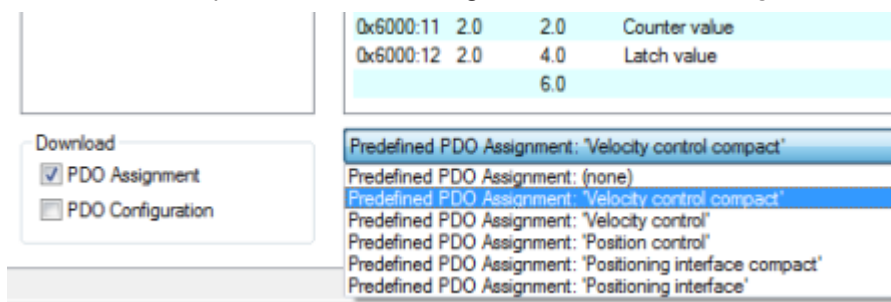 0x6000:11 2.0 2.0 Counter value
0x6000:12 2.0 4.0 Latch value
6.0
Download
PDO Assignment
PDO Configuration
Predefined PDO Assignment: 'Velocity control compact'
Predefined PDO Assignment: (none)
Predefined PDO Assignment: 'Velocity control compact'
Predefined PDO Assignment: 'Velocity control'
Predefined PDO Assignment: 'Position control'
Predefined PDO Assignment: 'Positioning interface compact'
Predefined PDO Assignment: 'Positioning interface'